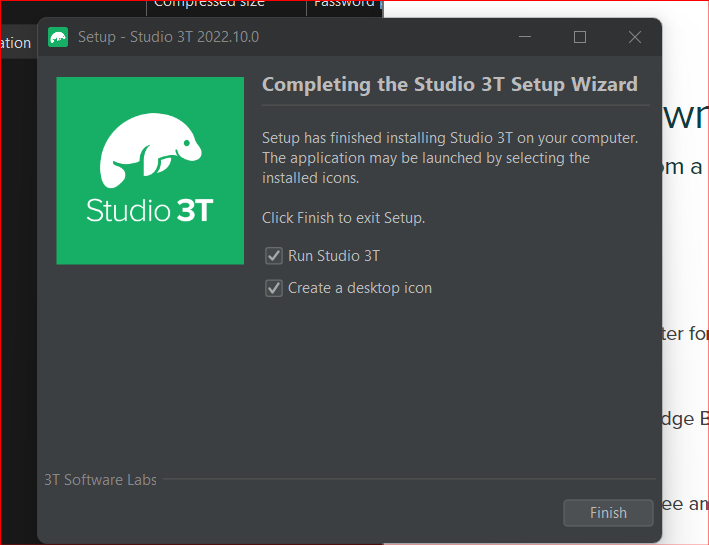 Compressed size
Password
ation
Setup - Studio 3T 2022.10.0
Completing the Studio 3T Setup Wizard
Setup has finished installing Studio 3T on your computer.
The application may be launched by selecting the
installed icons.
Click Finish to exit Setup.
Studio 3T
Run Studio 3T
Create a desktop icon
3T Software Labs
Finish
wn
om a
ter for
dge B
ee an